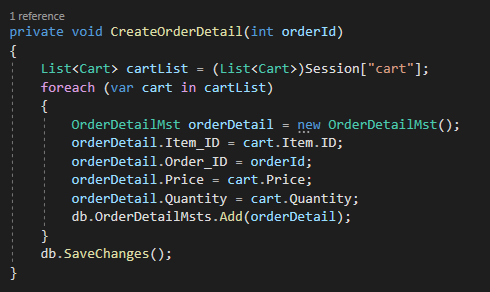 1 reference
private void CreateOrderDetail(int orderId)
{
List<Cart> cartList = (List<Cart>)Session["cart"];
foreach (var cart in cartList)
{
OrderDetailMst orderDetail = new OrderDetailMst();
orderDetail.Item_ID = cart.Item.ID;
orderDetail.Order_ID = orderId;
orderDetail.Price = cart.Price;
orderDetail.Quantity = cart.Quantity;
db.OrderDetailMsts.Add(orderDetail);
}
db.SaveChanges();
}